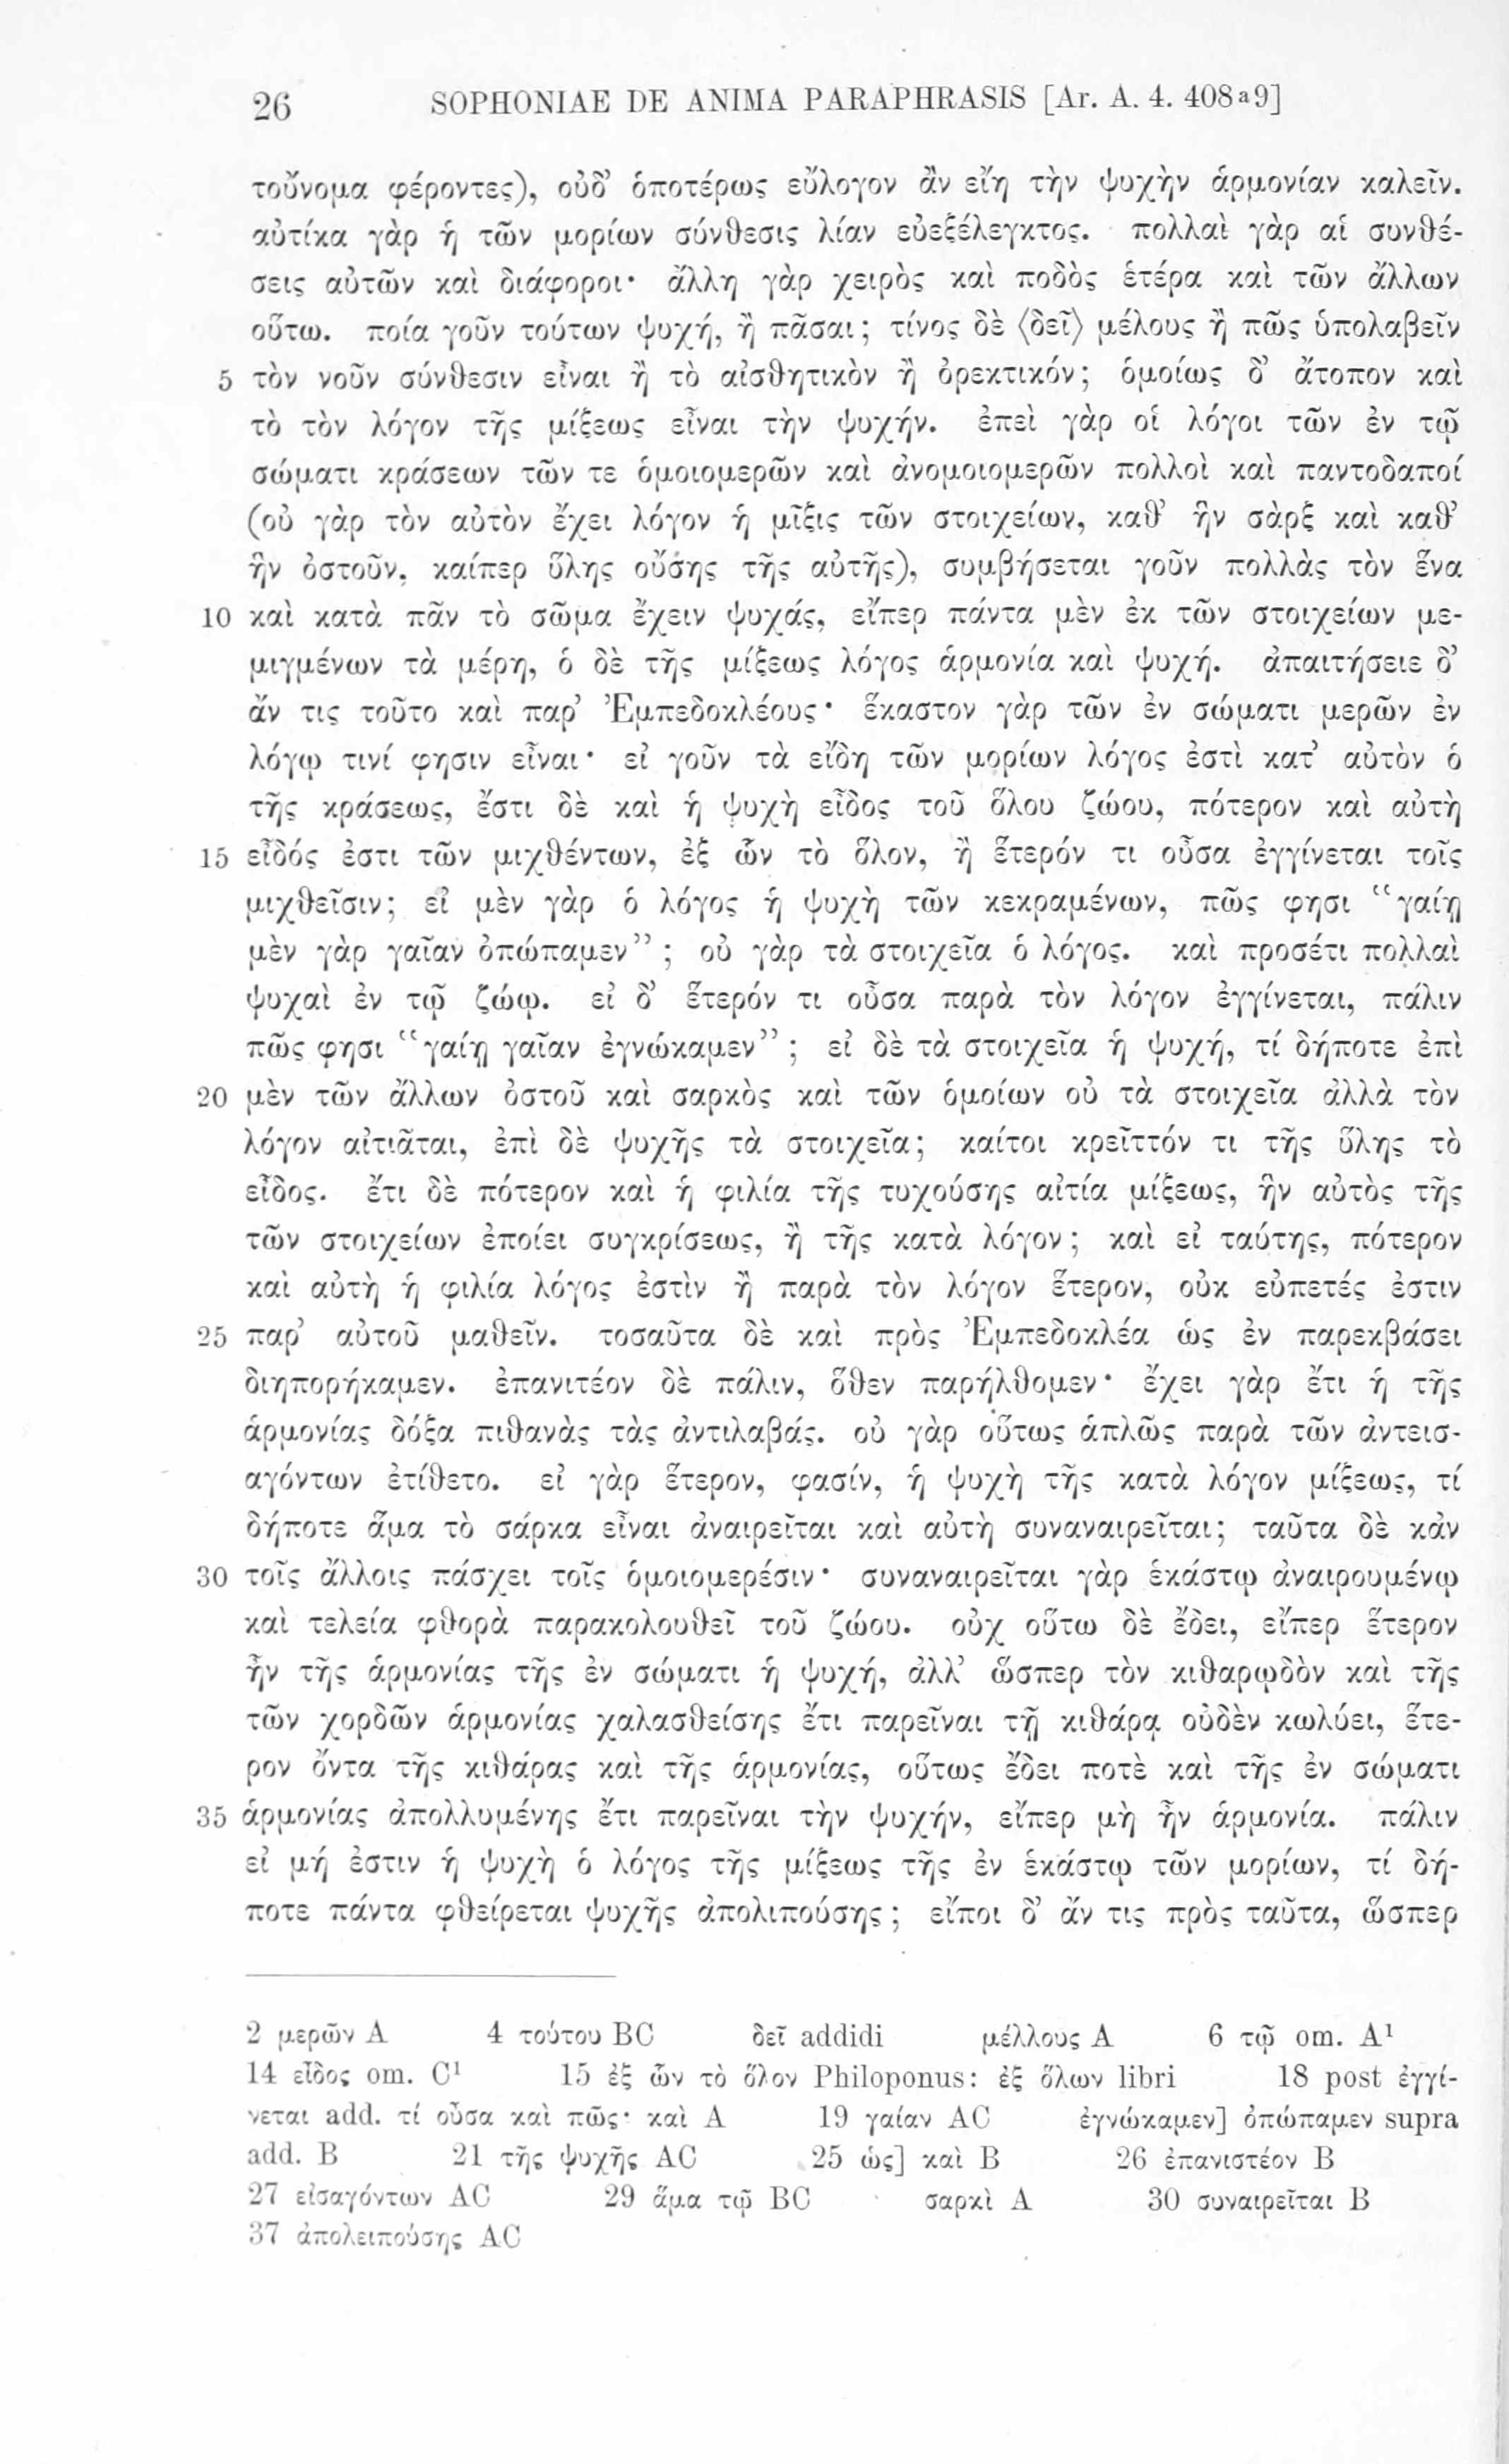 26 SOPHONIAE DE ANIMA PARAPHRASIS [Ar. A. 4. 408ª9]
τοὔνομα φέροντες), οὐδ’ ὁποτέρως εὔλογον ἂν εἴη τὴν ψυχὴν ἁρμονίαν καλεῖν.
αὐτίκα γὰρ ἡ τῶν μορίων σύνθεσις λίαν εὐεξέλεγκτος. πολλαὶ γὰρ αἱ συνθέ-
σεις αὐτῶν καὶ διάφοροι· ἄλλη γὰρ χειρὸς καὶ ποδὸς ἑτέρα καὶ τῶν ἄλλων
οὕτω. ποία γοῦν τούτων ψυχή, ἢ πᾶσαι; τίνος δὲ ⟨δεῖ⟩ μέλους ἢ πῶς ὑπολαβεῖν
5 τὸν νοῦν σύνθεσιν εἶναι ἢ τὸ αἰσθητικὸν ἢ ὀρεκτικόν; ὁμοίως δ’ ἄτοπον καὶ
τὸ τὸν λόγον τῆς μίξεως εἶναι τὴν ψυχήν. ἐπεὶ γὰρ οἱ λόγοι τῶν ἐν τῷ
σώματι κράσεων τῶν τε ὁμοιομερῶν καὶ ἀνομοιομερῶν πολλοὶ καὶ παντοδαποί
(οὐ γὰρ τὸν αὐτὸν ἔχει λόγον ἡ μῖξις τῶν στοιχείων, καθ’ ἣν σὰρξ καὶ καθ’
ἣν ὀστοῦν, καίπερ ὕλης οὔσης τῆς αὐτῆς), συμβήσεται γοῦν πολλὰς τὸν ἕνα
10 καὶ κατὰ πᾶν τὸ σῶμα ἔχειν ψυχάς, εἴπερ πάντα μὲν ἐκ τῶν στοιχείων με-
μιγμένων τὰ μέρη, ὁ δὲ τῆς μίξεως λόγος ἁρμονία καὶ ψυχή. ἀπαιτήσειε δ’
ἄν τις τοῦτο καὶ παρ’ Ἐμπεδοκλέους· ἕκαστον γὰρ τῶν ἐν σώματι μερῶν ἐν
λόγῳ τινί φησιν εἶναι· εἰ γοῦν τὰ εἴδη τῶν μορίων λόγος ἐστὶ κατ’ αὐτὸν ὁ
τῆς κράσεως, ἔστι δὲ καὶ ἡ ψυχὴ εἶδος τοῦ ὅλου ζώου, πότερον καὶ αὐτὴ
15 εἶδός ἐστι τῶν μιχθέντων, ἐξ ὧν τὸ ὅλον, ἢ ἕτερόν τι οὖσα ἐγγίνεται τοῖς
μιχθεῖσιν; εἰ μὲν γὰρ ὁ λόγος ἡ ψυχὴ τῶν κεκραμένων, πῶς φησι “γαίῃ
μὲν γὰρ γαῖαν ὀπώπαμεν” ; οὐ γὰρ τὰ στοιχεῖα ὁ λόγος. καὶ προσέτι πολλαὶ
ψυχαὶ ἐν τῷ ζώῳ. εἰ δ’ ἕτερόν τι οὖσα παρὰ τὸν λόγον ἐγγίνεται, πάλιν
πῶς φησι “γαίῃ γαῖαν ἐγνώκαμεν” ; εἰ δὲ τὰ στοιχεῖα ἡ ψυχή, τί δήποτε ἐπὶ
20 μὲν τῶν ἄλλων ὀστοῦ καὶ σαρκὸς καὶ τῶν ὁμοίων οὐ τὰ στοιχεῖα ἀλλὰ τὸν
λόγον αἰτιᾶται, ἐπὶ δὲ ψυχῆς τὰ στοιχεῖα; καίτοι κρεῖττόν τι τῆς ὕλης τὸ
εἶδος. ἔτι δὲ πότερον καὶ ἡ φιλία τῆς τυχούσης αἰτία μίξεως, ἣν αὐτὸς τῆς
τῶν στοιχείων ἐποίει συγκρίσεως, ἢ τῆς κατὰ λόγον; καὶ εἰ ταύτης, πότερον
καὶ αὐτὴ ἡ φιλία λόγος ἐστὶν ἢ παρὰ τὸν λόγον ἕτερον, οὐκ εὐπετές ἐστιν
25 παρ’ αὐτοῦ μαθεῖν. τοσαῦτα δὲ καὶ πρὸς Ἐμπεδοκλέα ὡς ἐν παρεκβάσει
διηπορήκαμεν. ἐπανιτέον δὲ πάλιν, ὅθεν παρήλθομεν· ἔχει γὰρ ἔτι ἡ τῆς
ἁρμονίας δόξα πιθανὰς τὰς ἀντιλαβάς. οὐ γὰρ οὕτως ἁπλῶς παρὰ τῶν ἀντεισ-
αγόντων ἐτίθετο. εἰ γὰρ ἕτερον, φασίν, ἡ ψυχὴ τῆς κατὰ λόγον μίξεως, τί
δήποτε ἅμα τὸ σάρκα εἶναι ἀναιρεῖται καὶ αὐτὴ συναναιρεῖται; ταῦτα δὲ κἀν
30 τοῖς ἄλλοις πάσχει τοῖς ὁμοιομερέσιν· συναναιρεῖται γὰρ ἑκάστῳ ἀναιρουμένῳ
καὶ τελεία φθορὰ παρακολουθεῖ τοῦ ζώου. οὐχ οὕτω δὲ ἔδει, εἴπερ ἕτερον
ἦν τῆς ἁρμονίας τῆς ἐν σώματι ἡ ψυχή, ἀλλ’ ὥσπερ τὸν κιθαρῳδὸν καὶ τῆς
τῶν χορδῶν ἁρμονίας χαλασθείσης ἔτι παρεῖναι τῇ κιθάρᾳ οὐδὲν κωλύει, ἕτε-
ρον ὄντα τῆς κιθάρας καὶ τῆς ἁρμονίας, οὕτως ἔδει ποτὲ καὶ τῆς ἐν σώματι
35 ἁρμονίας ἀπολλυμένης ἔτι παρεῖναι τὴν ψυχήν, εἴπερ μὴ ἦν ἁρμονία. πάλιν
εἰ μή ἐστιν ἡ ψυχὴ ὁ λόγος τῆς μίξεως τῆς ἐν ἑκάστῳ τῶν μορίων, τί δή-
ποτε πάντα φθείρεται ψυχῆς ἀπολιπούσης; εἴποι δ’ ἄν τις πρὸς ταῦτα, ὥσπερ
2 μερῶν A 4 τούτου BC δεῖ addidi μέλλους A 6 τῷ om. A¹
14 εἶδος om. C¹ 15 ἐξ ὧν τὸ ὅλον Philoponus: ἐξ ὅλων libri 18 post ἐγγί-
νεται add. τί οὖσα καὶ πῶς· καὶ A 19 γαίαν AC ἐγνώκαμεν] ὀπώπαμεν supra
add. B 21 τῆς ψυχῆς AC 25 ὡς] καὶ B 26 ἐπανιστέον B
27 εἰσαγόντων AC 29 ἅμα τῷ BC σαρκὶ A 30 συναιρεῖται B
37 ἀπολειπούσης AC